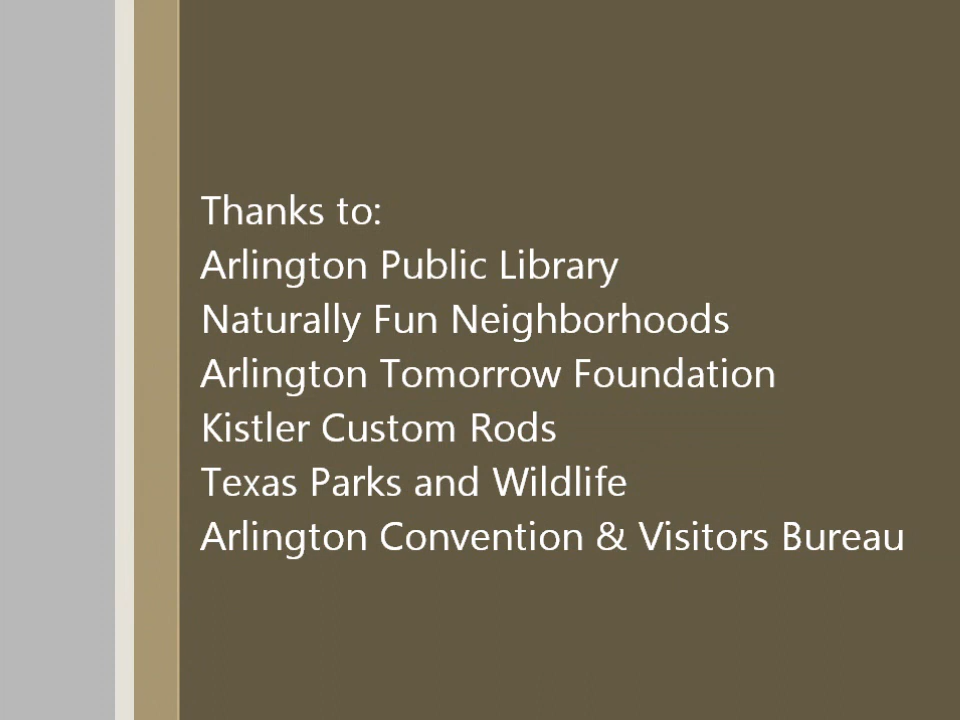 Thanks to:
Arlington Public Library
Naturally Fun Neighborhoods
Arlington Tomorrow Foundation
Kistler Custom Rods
Texas Parks and Wildlife
Arlington Convention & Visitors Bureau